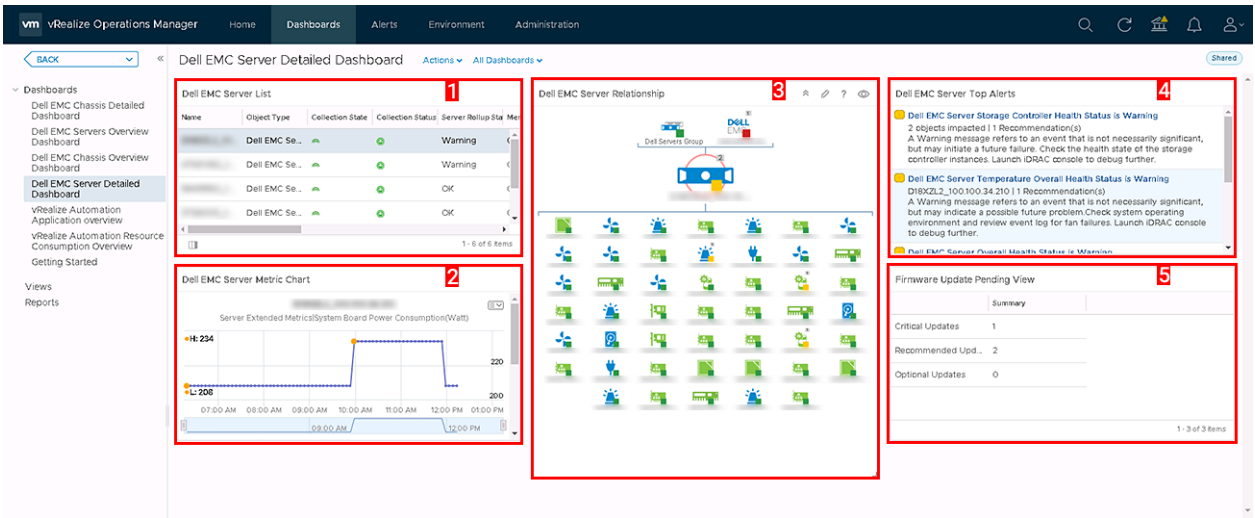 vm vRealize Operations Manager Home Dashboards Alerts Environment Administration
BACK
Dell EMC Server Detailed Dashboard Actions All Dashboards Shared
Dashboards
Dell EMC Chassis Detailed
Dashboard
Dell EMC Servers Overview
Dashboard
Dell EMC Chassis Overview
Dashboard
Dell EMC Server Detailed
Dashboard
vRealize Automation
Application overview
vRealize Automation Resource
Consumption Overview
Getting Started
Views
Reports
Dell EMC Server List 1
Name Object Type Collection State Collection Status Server Rollup Sta
Dell EMC Se... Warning
Dell EMC Se... Warning
Dell EMC Se... OK
Dell EMC Se... OK
1 - 6 of 6 items
Dell EMC Server Metric Chart 2
Server Extended Metrics|System Board Power Consumption(Watt)
H: 234
220
L: 208
200
07:00 AM 08:00 AM 09:00 AM 10:00 AM 11:00 AM 12:00 PM 01:00 PM
09:00 AM 12:00 PM
Dell EMC Server Relationship 3
DELL
EMC
Dell Servers Group
2
Dell EMC Server Top Alerts 4
Dell EMC Server Storage Controller Health Status is Warning
2 objects impacted | 1 Recommendation(s)
A Warning message refers to an event that is not necessarily significant,
but may initiate a future failure. Check the health state of the storage
controller instances. Launch iDRAC console to debug further.
Dell EMC Server Temperature Overall Health Status is Warning
D18XZL2_100.100.34.210 | 1 Recommendation(s)
A Warning message refers to an event that is not necessarily significant,
but may indicate a possible future problem.Check system operating
environment and review event log for fan failures. Launch iDRAC console
to debug further.
Dell EMC Server Overall Health Status is Warning
Firmware Update Pending View 5
Summary
Critical Updates 1
Recommended Upd... 2
Optional Updates 0
1 - 3 of 3 items